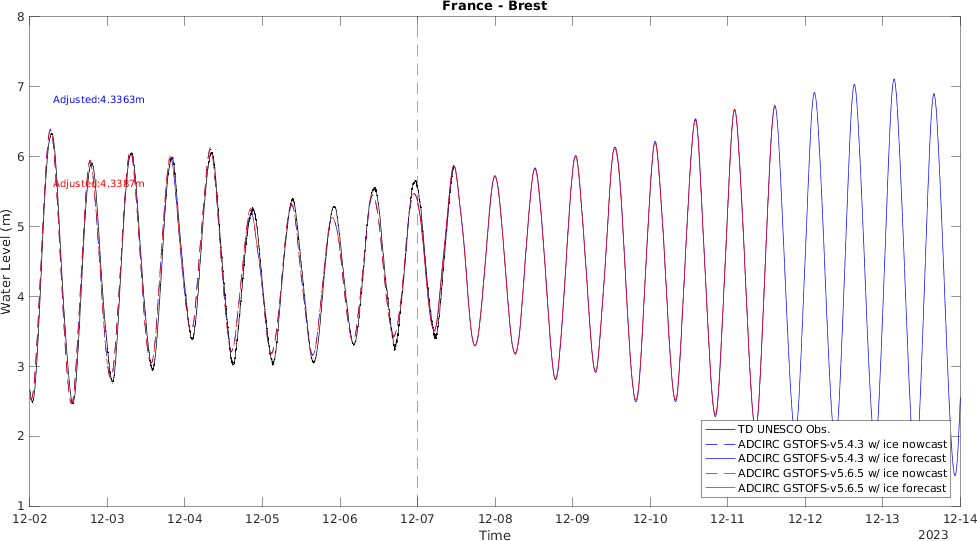 France - Brest
8
7
6
5
4
3
2
1
Water Level (m)
Adjusted:4.3363m
Adjusted:4.3387m
TD UNESCO Obs.
ADCIRC GSTOFS-v5.4.3 w/ ice nowcast
ADCIRC GSTOFS-v5.4.3 w/ ice forecast
ADCIRC GSTOFS-v5.6.5 w/ ice nowcast
ADCIRC GSTOFS-v5.6.5 w/ ice forecast
12-02 12-03 12-04 12-05 12-06 12-07 12-08 12-09 12-10 12-11 12-12 12-13 12-14
Time
2023